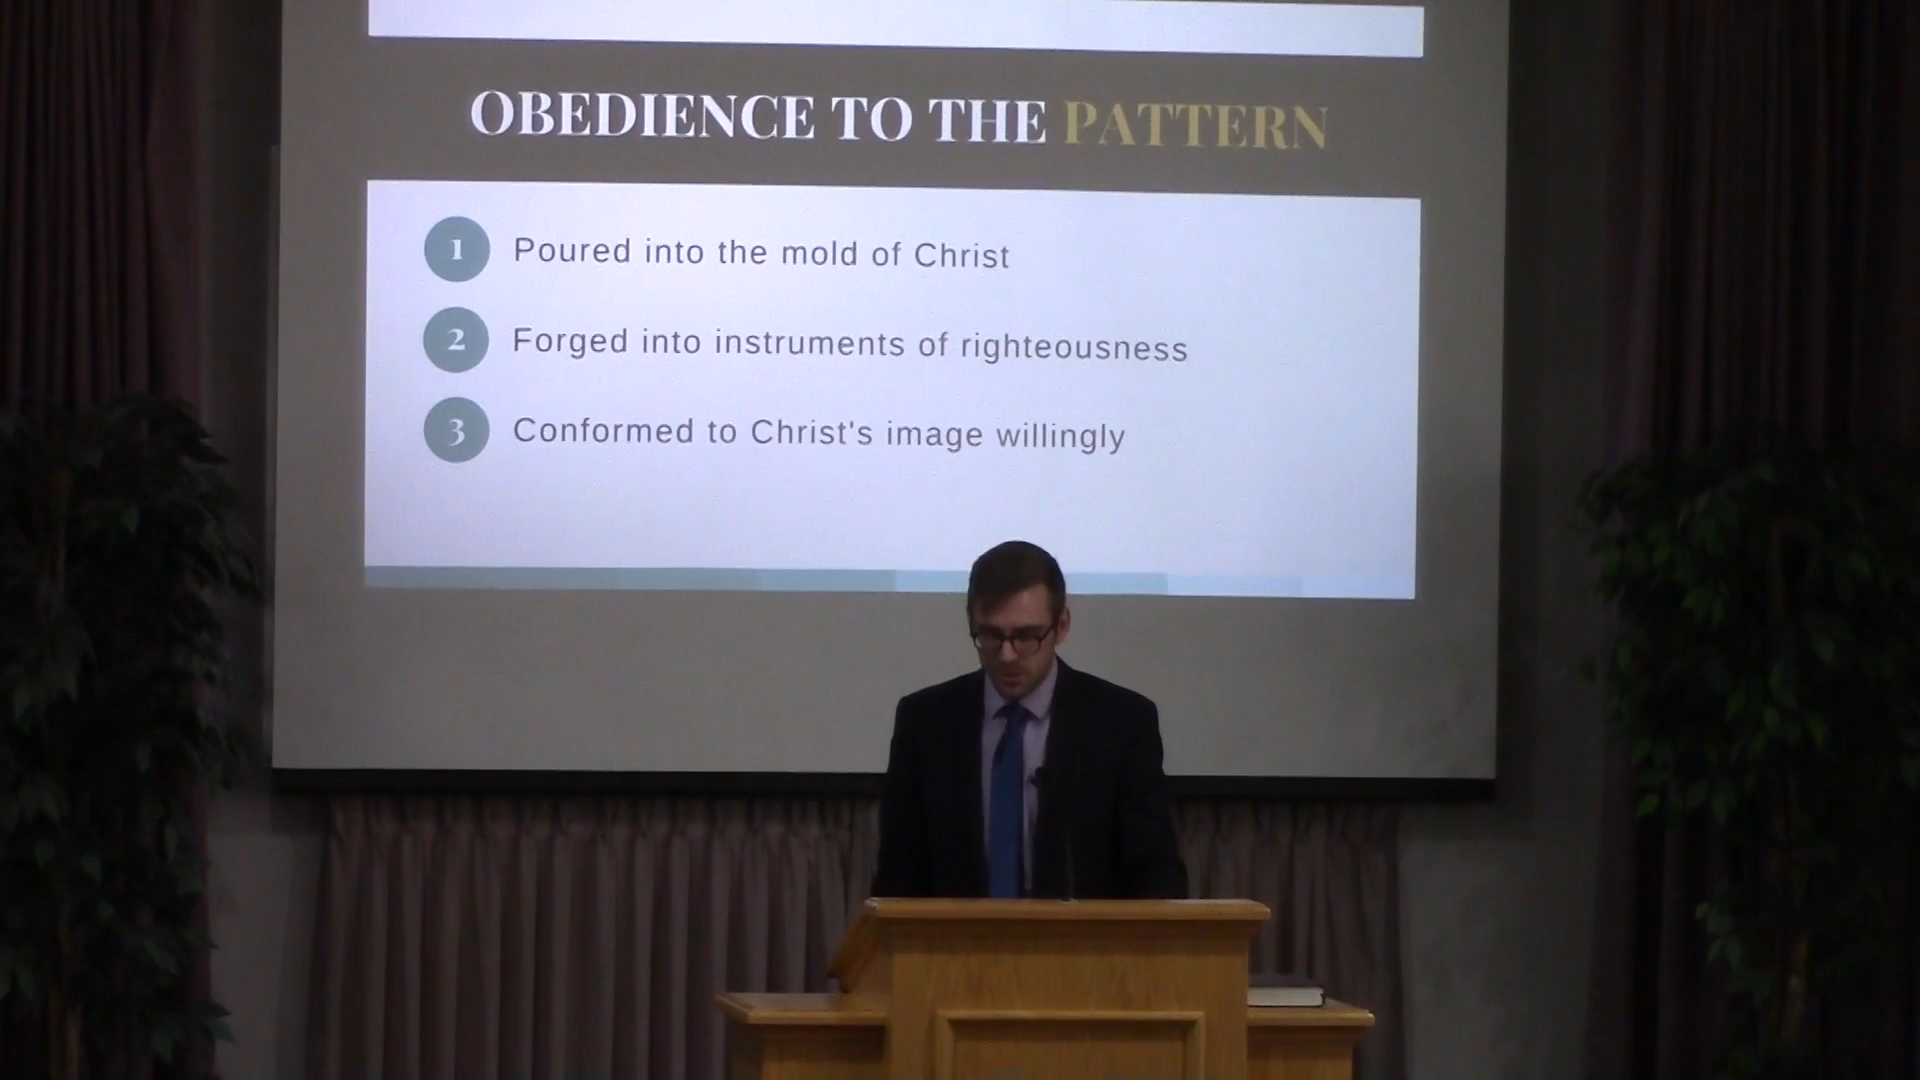 OBEDIENCE TO THE PATTERN
1 Poured into the mold of Christ
2 Forged into instruments of righteousness
3 Conformed to Christ's image willingly